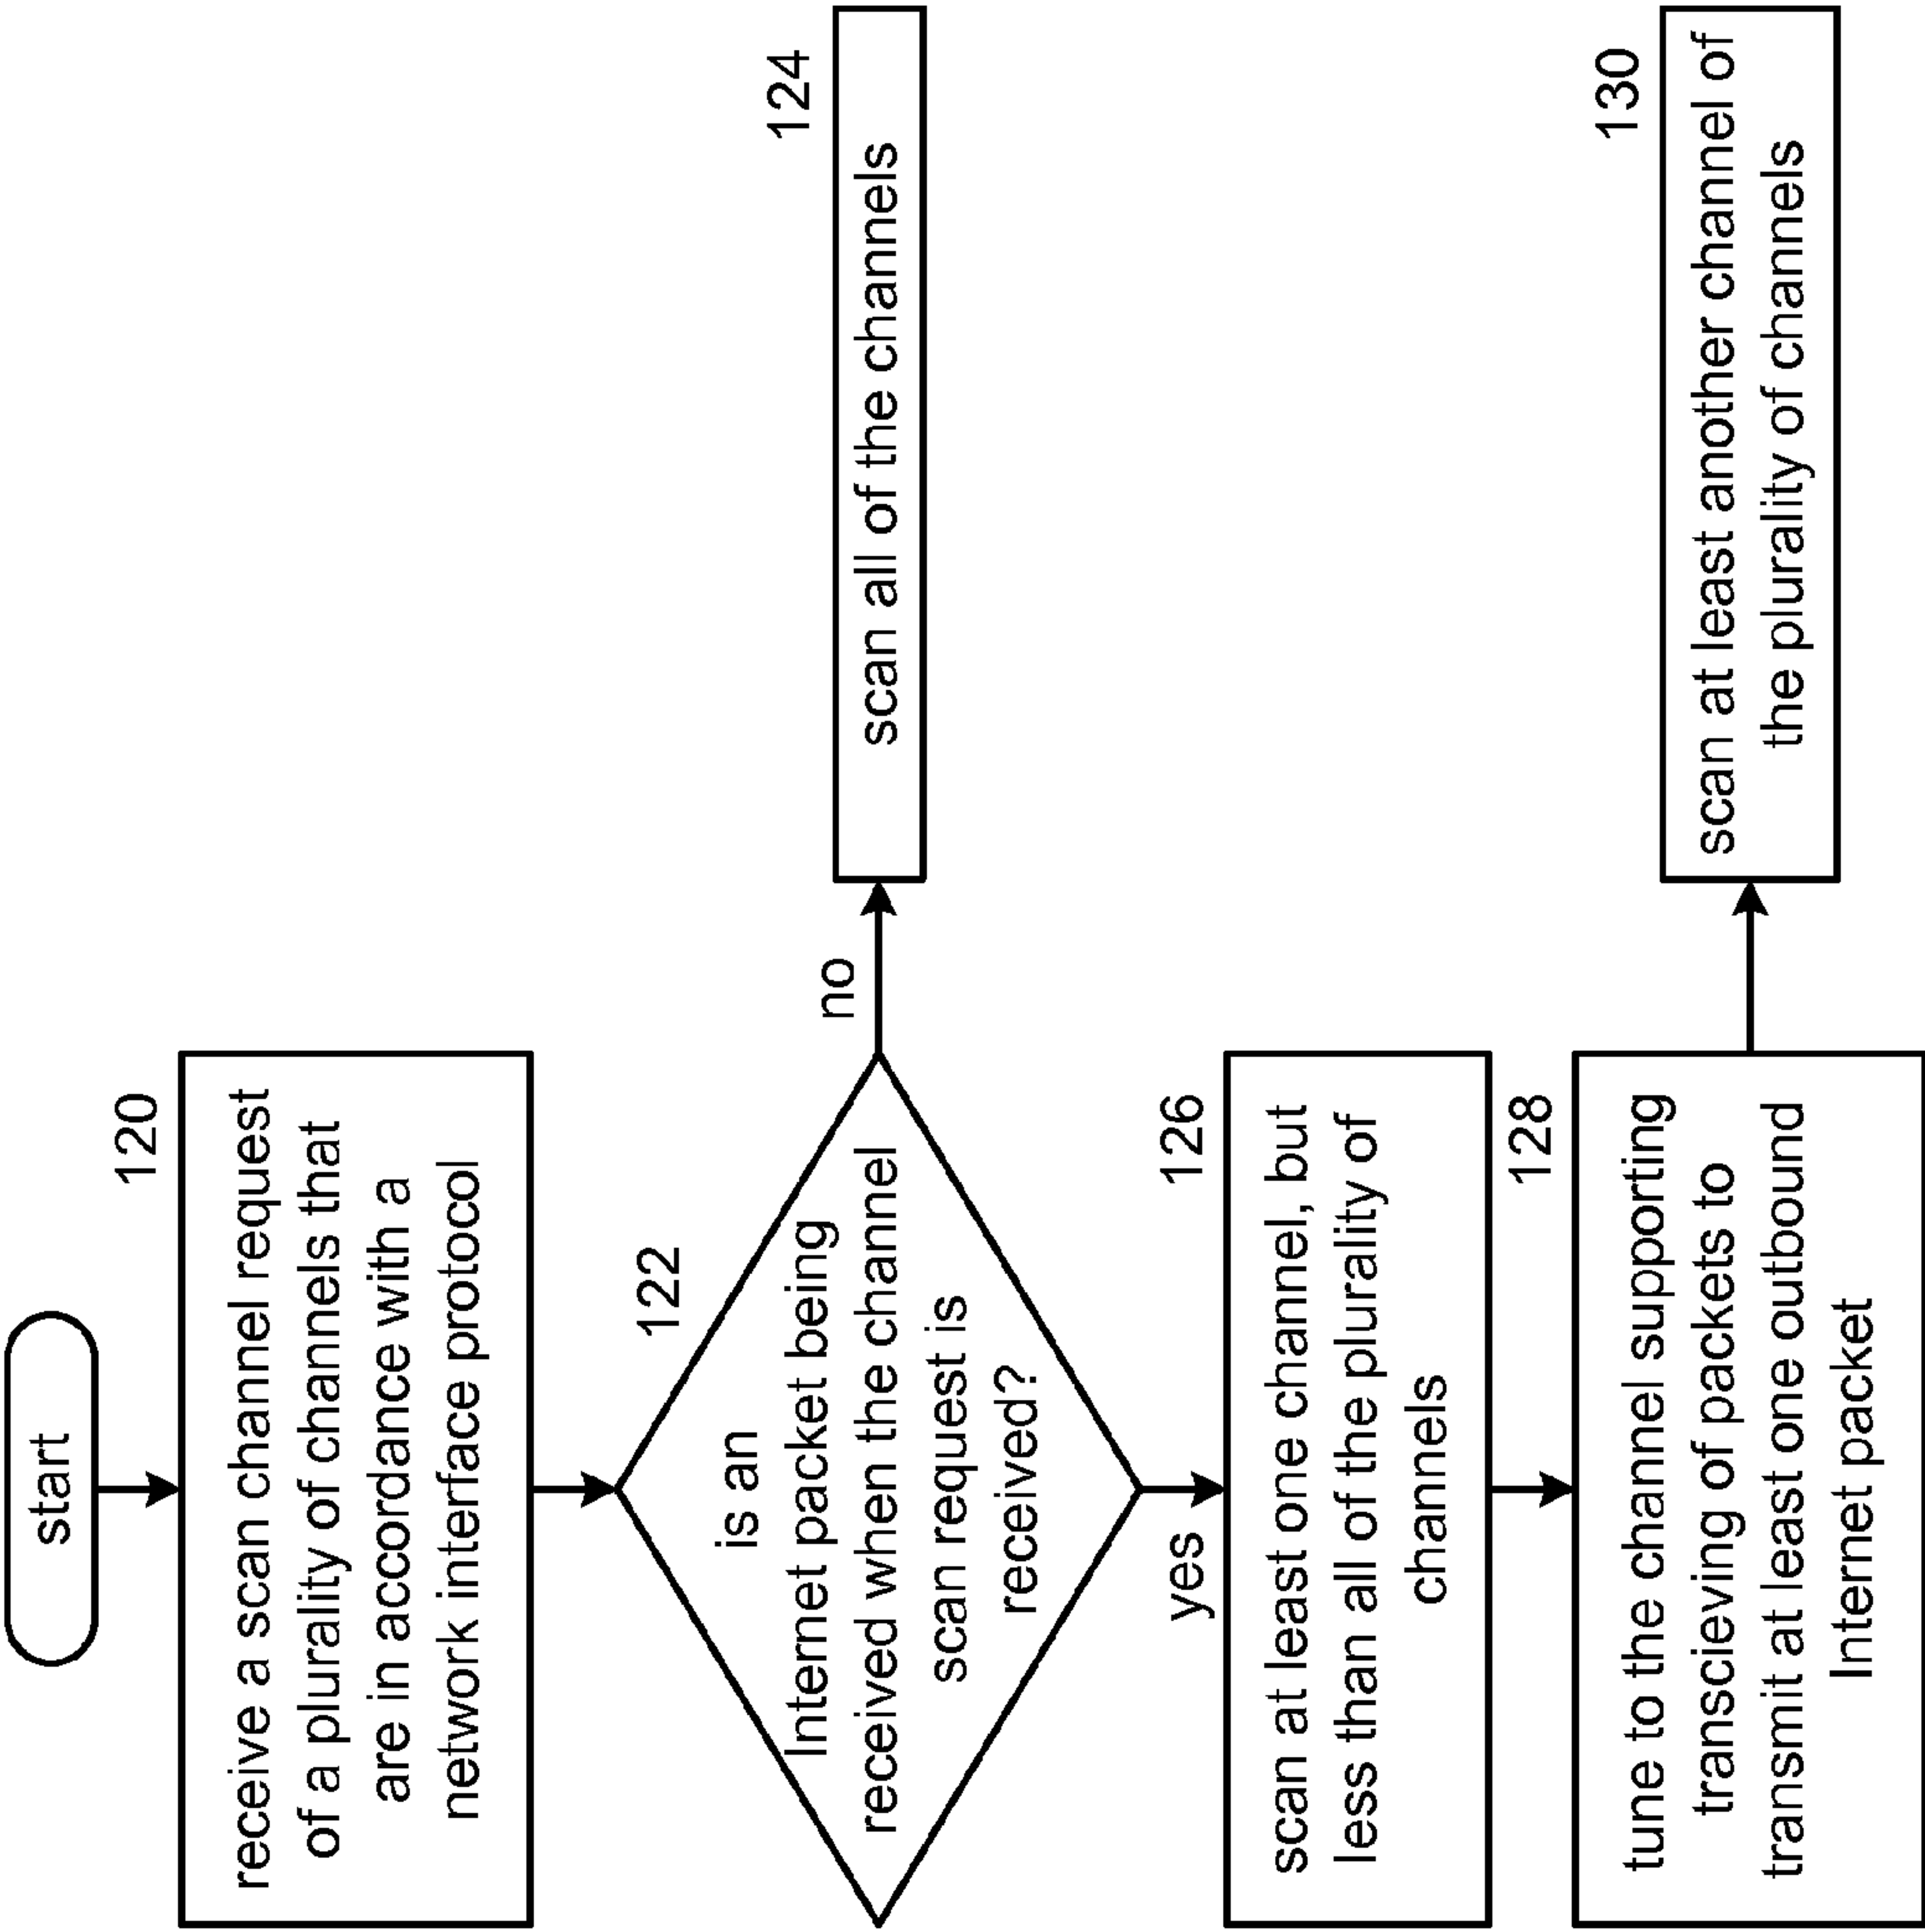 start
120
receive a scan channel request
of a plurality of channels that
are in accordance with a
network interface protocol
122
is an
Internet packet being
received when the channel
scan request is
received?
no
124
scan all of the channels
yes
126
scan at least one channel, but
less than all of the plurality of
channels
128
tune to the channel supporting
transcieving of packets to
transmit at least one outbound
Internet packet
130
scan at least another channel of
the plurality of channels